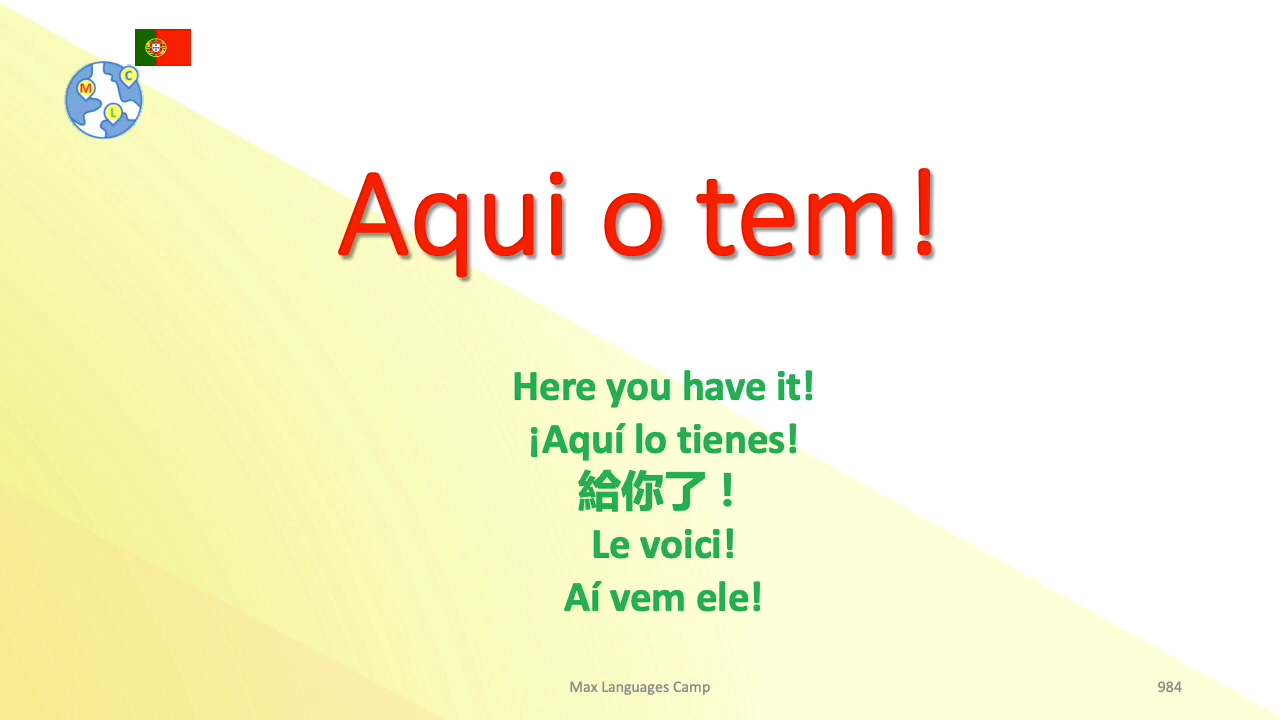 M
C
L
Aqui o tem!
Here you have it!
¡Aquí lo tienes!
給你了！
Le voici!
Aí vem ele!
Max Languages Camp
984